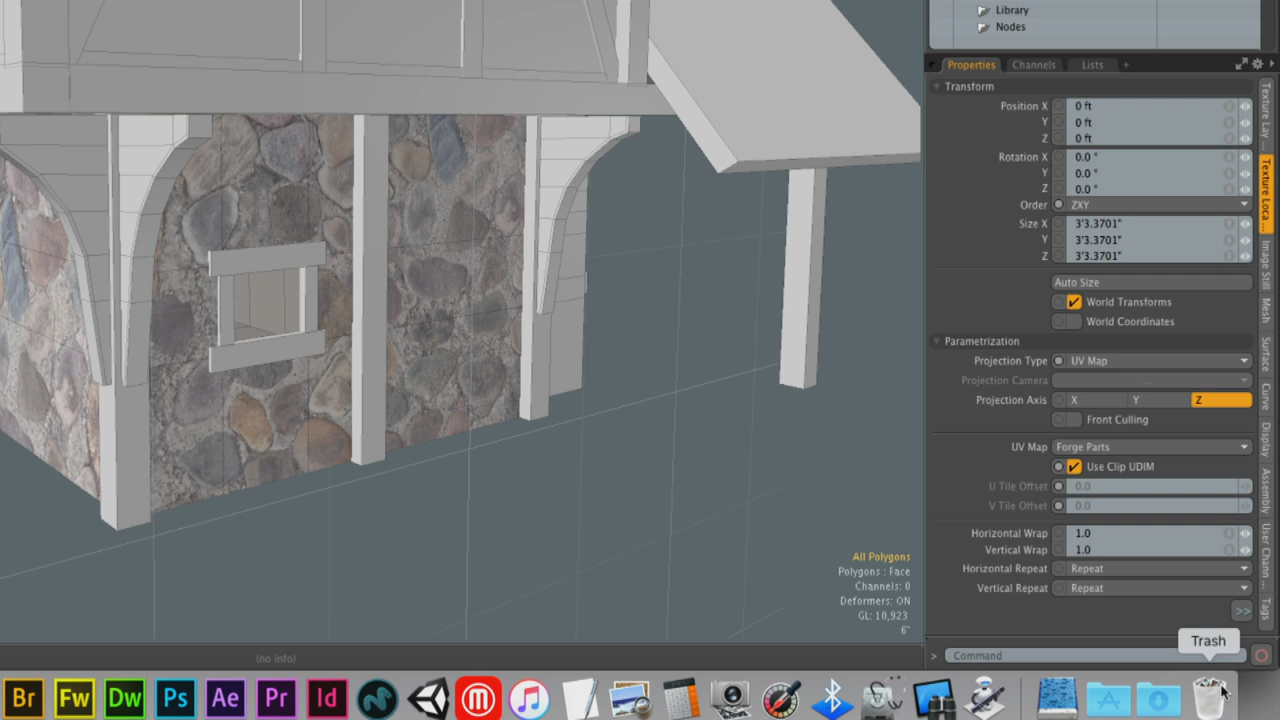 Library
Nodes
Properties Channels Lists +
Transform
Position X 0 ft
Y 0 ft
Z 0 ft
Rotation X 0.0 °
Y 0.0 °
Z 0.0 °
Order ZXY
Size X 3'3.3701"
Y 3'3.3701"
Z 3'3.3701"
Auto Size
World Transforms
World Coordinates
Parametrization
Projection Type UV Map
Projection Camera ...
Projection Axis X Y Z
Front Culling
UV Map Forge Parts
Use Clip UDIM
U Tile Offset 0.0
V Tile Offset 0.0
Horizontal Wrap 1.0
Vertical Wrap 1.0
Horizontal Repeat Repeat
Vertical Repeat Repeat
>>
Texture Lay ...
Texture Loca ...
Image Still
Mesh
Surface
Curve
Display
Assembly
User Chann ...
Tags
All Polygons
Polygons : Face
Channels: 0
Deformers: ON
GL: 10,923
6"
(no info)
> Command
Trash
Br Fw Dw Ps Ae Pr Id